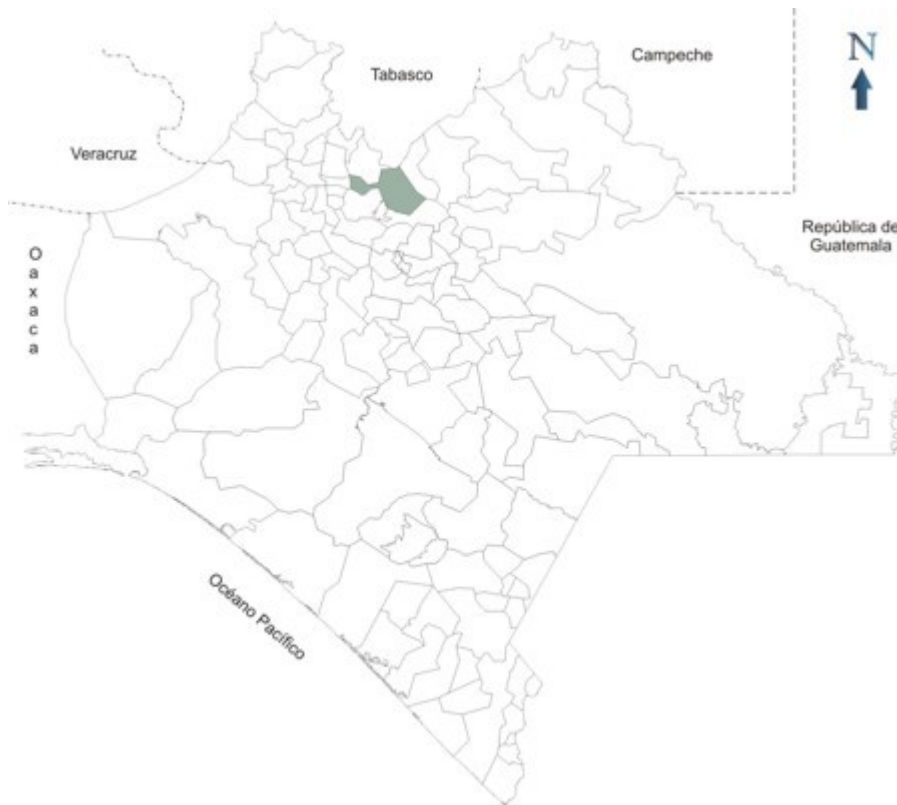 Campeche
N
Tabasco
Veracruz
República de
Guatemala
O
a
x
a
c
a
Océano Pacífico